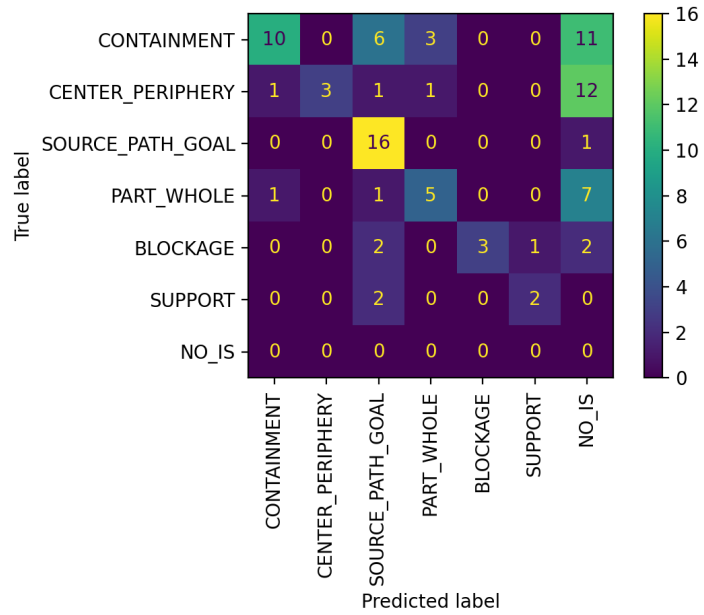 CONTAINMENT 10 0 6 3 0 0 11
CENTER_PERIPHERY 1 3 1 1 0 0 12
SOURCE_PATH_GOAL 0 0 16 0 0 0 1
PART_WHOLE 1 0 1 5 0 0 7
BLOCKAGE 0 0 2 0 3 1 2
SUPPORT 0 0 2 0 0 2 0
NO_IS 0 0 0 0 0 0 0
True label
CONTAINMENT
CENTER_PERIPHERY
SOURCE_PATH_GOAL
PART_WHOLE
BLOCKAGE
SUPPORT
NO_IS
Predicted label
16
14
12
10
8
6
4
2
0